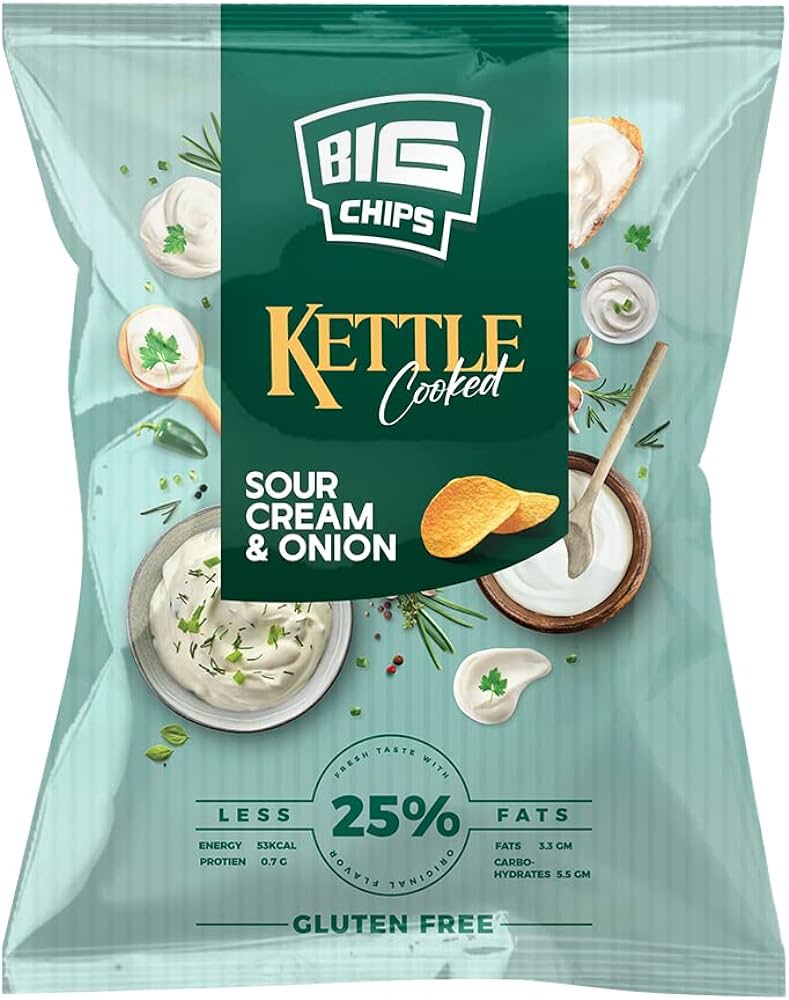 BIG
CHIPS
KETTLE
Cooked
SOUR
CREAM
& ONION
FRESH TASTE WITH
LESS 25% FATS
ORIGINAL FLAVOR
ENERGY 53KCAL
PROTIEN 0.7 G
FATS 3.3 GM
CARBO-
HYDRATES 5.5 GM
GLUTEN FREE